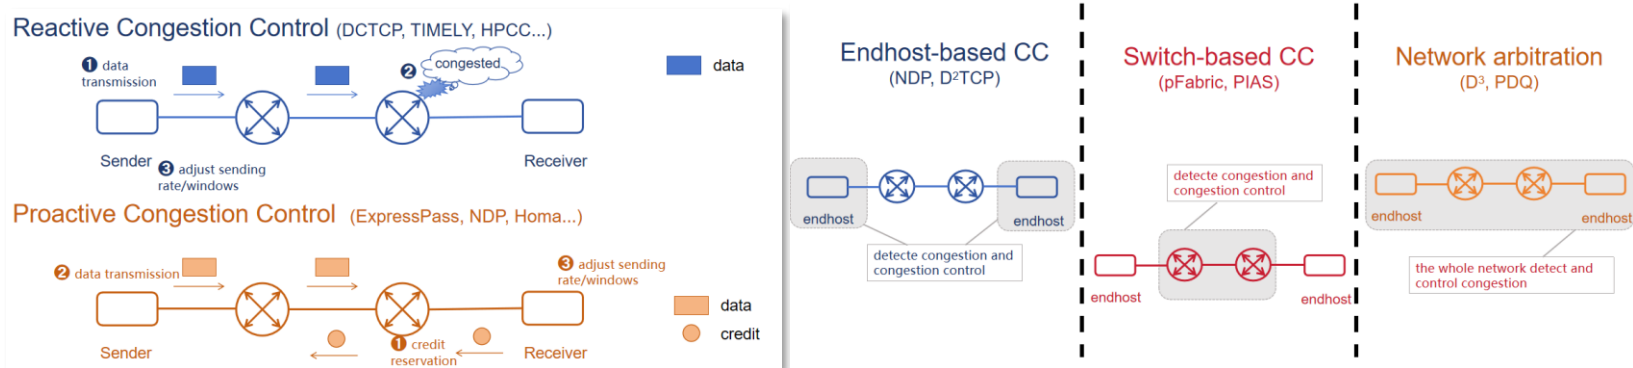 Reactive Congestion Control (DCTCP, TIMELY, HPCC...)
❶ data
transmission
❷
congested
data
Sender
❸ adjust sending
rate/windows
Receiver
Proactive Congestion Control (ExpressPass, NDP, Homa...)
❷ data transmission
❸ adjust sending
rate/windows
data
credit
Sender
❶ credit
reservation
Receiver
Endhost-based CC
(NDP, D²TCP)
endhost
endhost
detecte congestion and
congestion control
Switch-based CC
(pFabric, PIAS)
detecte congestion and
congestion control
endhost
endhost
Network arbitration
(D³, PDQ)
endhost
endhost
the whole network detect and
control congestion